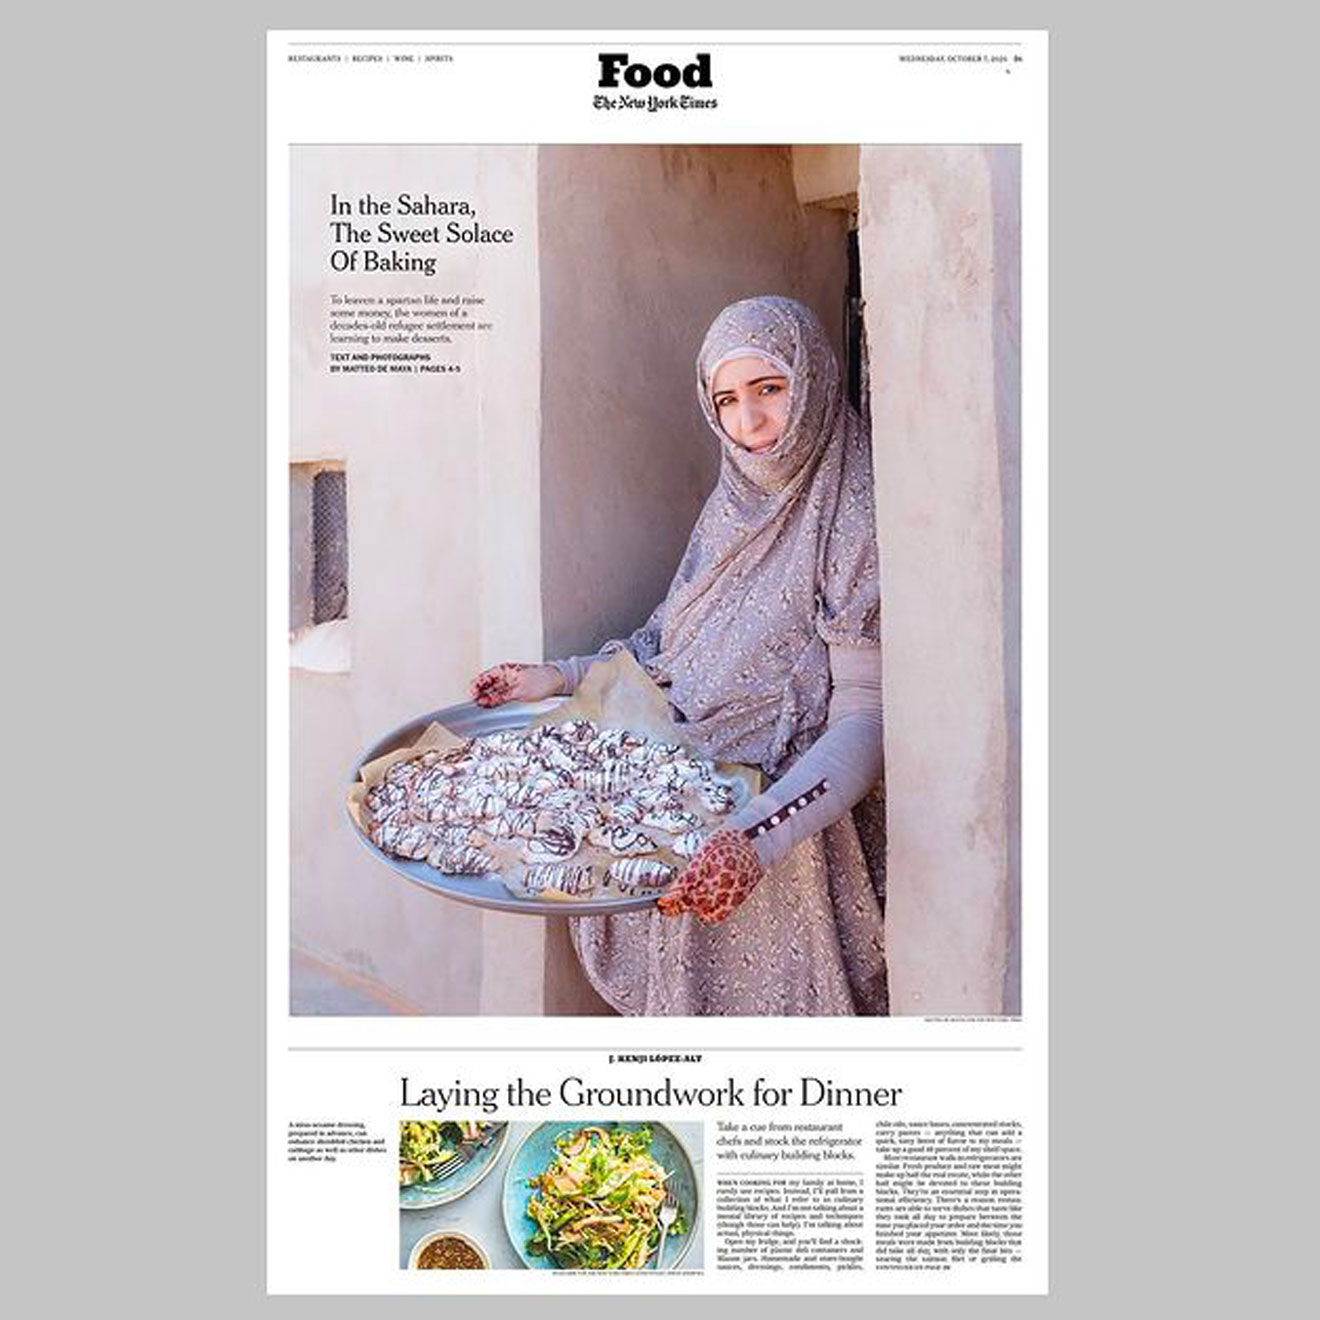 RESTAURANTS | RECIPES | WINE | SPIRITS
Food
The New York Times
WEDNESDAY, OCTOBER 7, 2020
In the Sahara,
The Sweet Solace
Of Baking
To leaven a spartan life and raise
some money, the women of a
decades-old refugee settlement are
learning to make desserts.
TEXT AND PHOTOGRAPHS
BY MATTEO DE MAYA | PAGES 4-5
J. KENJI LÓPEZ-ALT
Laying the Groundwork for Dinner
A miso-sesame dressing,
prepared in advance, can
enhance shredded chicken and
cabbage as well as other dishes
on another day.
Take a cue from restaurant
chefs and stock the refrigerator
with culinary building blocks.
WHEN COOKING FOR my family at home, I
rarely use recipes. Instead, I'll pull from a
collection of what I refer to as culinary
building blocks. And I'm not talking about a
mental library of recipes and techniques
(though those can help). I'm talking about
actual, physical things.
Open my fridge, and you'll find a shock-
ing number of plastic deli containers and
Mason jars. Homemade and store-bought
sauces, dressings, condiments, pickles,
chile oils, sauce bases, concentrated stocks,
curry pastes — anything that can add a
quick, easy boost of flavor to my meals —
take up a good 40 percent of my shelf space.
Most restaurant walk-in refrigerators are
similar. Fresh produce and raw meat might
make up half the real estate, while the other
half might be devoted to these building
blocks. They're an essential step in opera-
tional efficiency. There's a reason restau-
rants are able to serve dishes that taste like
they took all day to prepare between the
time you placed your order and the time you
finished your appetizer. Most likely, those
meals were made from building blocks that
did take all day, with only the final bits —
searing the salmon filet or grilling the
CONTINUED ON PAGE